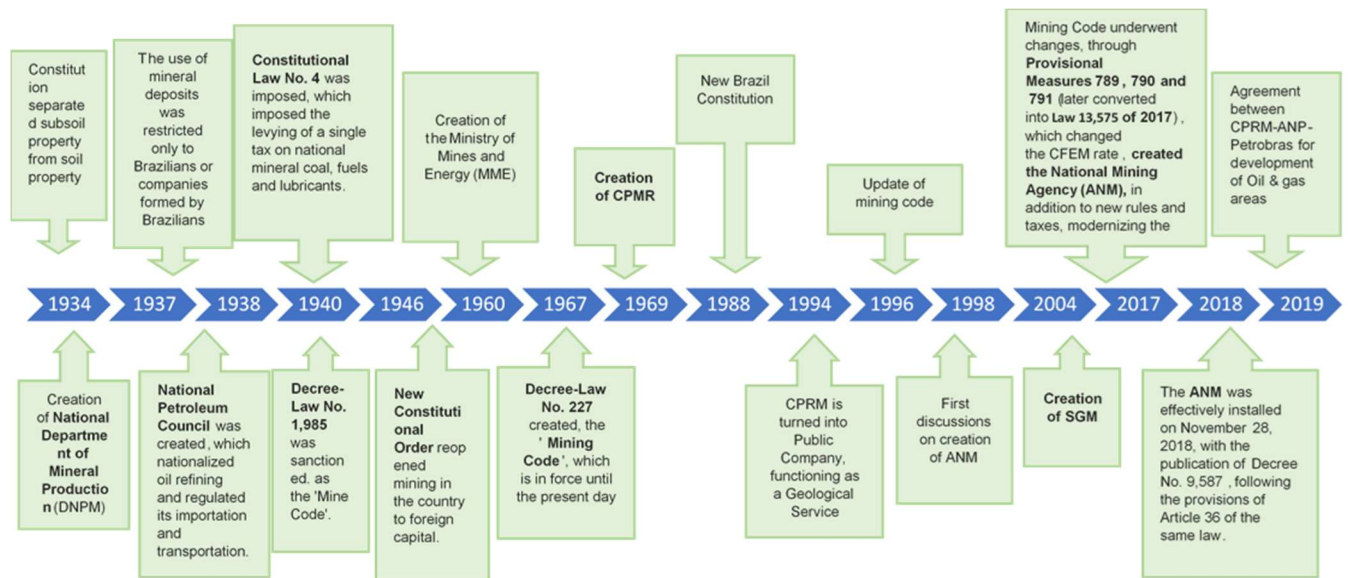 Constitut
ion
separate
d subsoil
property
from soil
property
The use of
mineral
deposits
was
restricted
only to
Brazilians or
companies
formed by
Brazilians
Constitutional
Law No. 4 was
imposed, which
imposed the
levying of a single
tax on national
mineral coal, fuels
and lubricants.
Creation of
the Ministry of
Mines and
Energy (MME)
Creation
of CPMR
New Brazil
Constitution
Update of
mining code
Mining Code underwent
changes, through
Provisional
Measures 789, 790 and
791 (later converted
into Law 13,575 of 2017),
which changed
the CFEM rate, created
the National Mining
Agency (ANM), in
addition to new rules and
taxes, modernizing the
Agreement
between
CPRM-ANP-
Petrobras for
development
of Oil & gas
areas
1934 1937 1938 1940 1946 1960 1967 1969 1988 1994 1996 1998 2004 2017 2018 2019
Creation
of National
Departme
nt of
Mineral
Productio
n (DNPM)
National
Petroleum
Council was
created, which
nationalized
oil refining
and regulated
its importation
and
transportation.
Decree-
Law No.
1,985
was
sanction
ed. as
the 'Mine
Code'.
New
Constituti
onal
Order reop
ened
mining in
the country
to foreign
capital.
Decree-Law
No. 227
created, the
' Mining
Code', which
is in force until
the present day
CPRM is
turned into
Public
Company,
functioning as
a Geological
Service
First
discussions
on creation
of ANM
Creation
of SGM
The ANM was
effectively installed
on November 28,
2018, with the
publication of Decree
No. 9,587, following
the provisions of
Article 36 of the
same law.